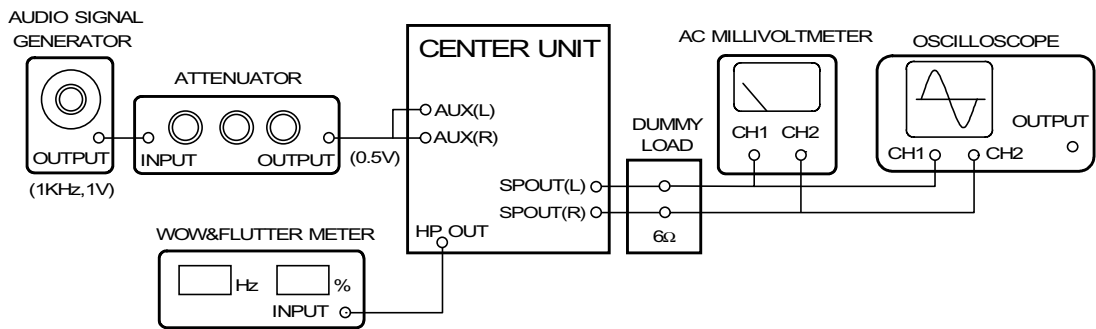 AUDIO SIGNAL
GENERATOR
OUTPUT
(1KHz,1V)
ATTENUATOR
INPUT
OUTPUT
(0.5V)
CENTER UNIT
AUX(L)
AUX(R)
SPOUT(L)
SPOUT(R)
HP OUT
DUMMY
LOAD
6Ω
AC MILLIVOLTMETER
CH1 CH2
OSCILLOSCOPE
OUTPUT
CH1
CH2
WOW&FLUTTER METER
Hz
%
INPUT